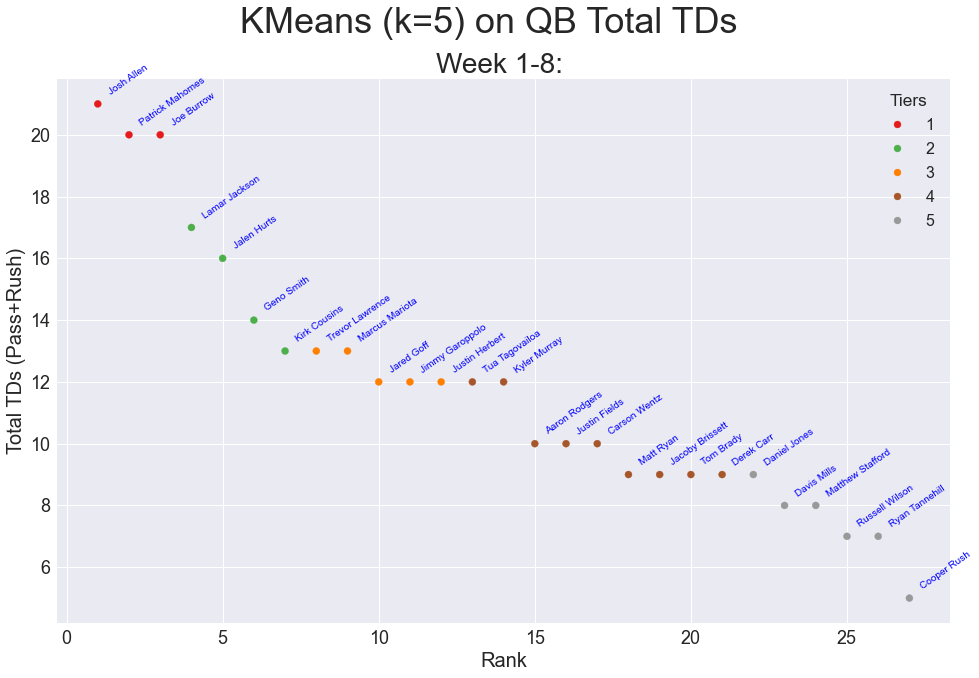 KMeans (k=5) on QB Total TDs
Week 1-8:
Tiers
1
2
3
4
5
Josh Allen
Patrick Mahomes
Joe Burrow
Lamar Jackson
Jalen Hurts
Geno Smith
Kirk Cousins
Trevor Lawrence
Marcus Mariota
Jared Goff
Jimmy Garoppolo
Justin Herbert
Tua Tagovailoa
Kyler Murray
Aaron Rodgers
Justin Fields
Carson Wentz
Matt Ryan
Jacoby Brissett
Tom Brady
Derek Carr
Daniel Jones
Davis Mills
Matthew Stafford
Russell Wilson
Ryan Tannehill
Cooper Rush
Total TDs (Pass+Rush)
20
18
16
14
12
10
8
6
0
5
10
15
20
25
Rank